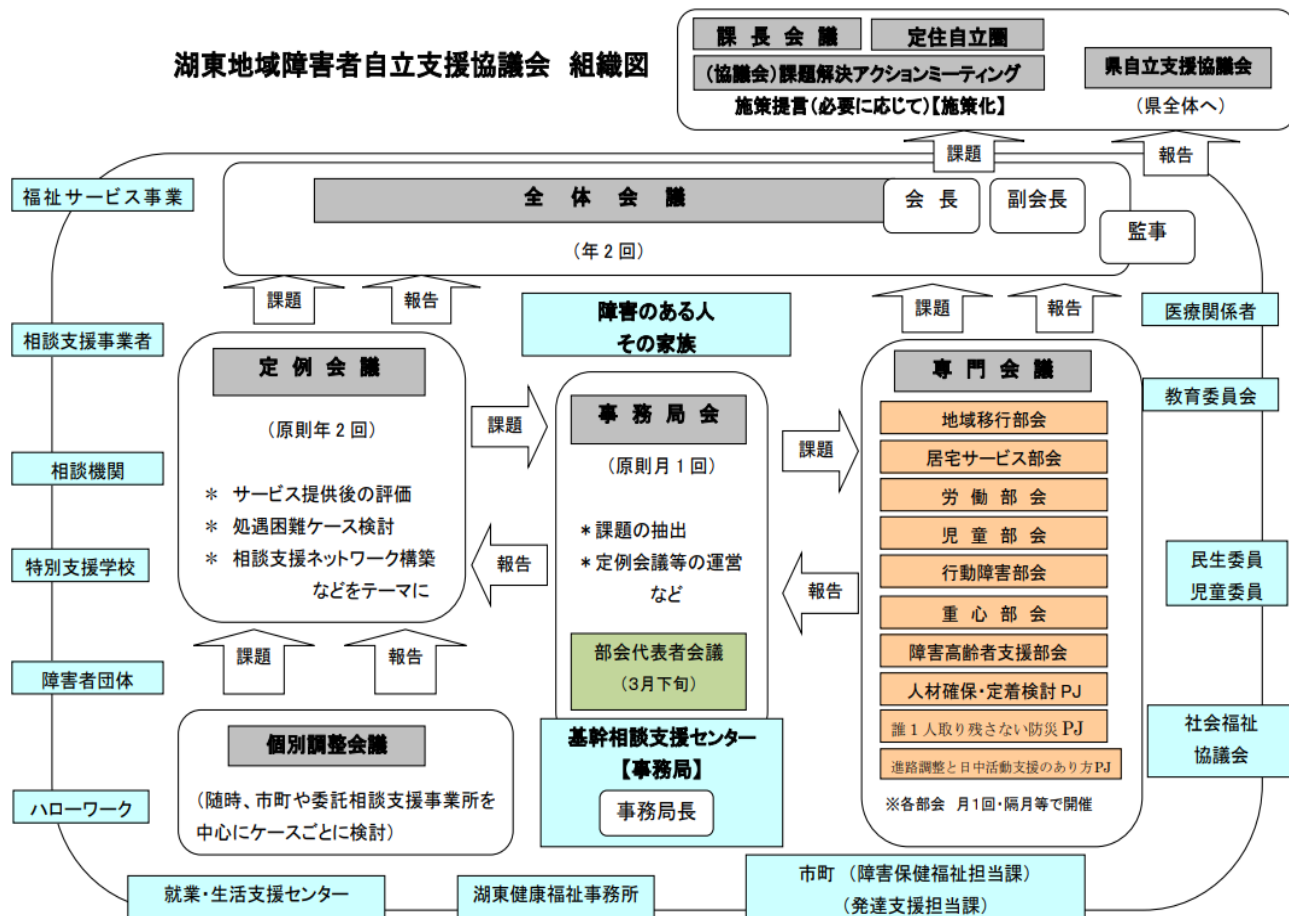 湖東地域障害者自立支援協議会 組織図
課長会議
定住自立圏
(協議会)課題解決アクションミーティング
施策提言(必要に応じて)【施策化】
県自立支援協議会
(県全体へ)
課題
報告
福祉サービス事業
全体会議
会長
副会長
監事
(年2回)
課題
報告
障害のある人
その家族
課題
報告
相談支援事業者
医療関係者
定例会議
(原則年2回)
* サービス提供後の評価
* 処遇困難ケース検討
* 相談支援ネットワーク構築
などをテーマに
課題
報告
事務局会
(原則月1回)
*課題の抽出
*定例会議等の運営
など
部会代表者会議
(3月下旬)
課題
報告
専門会議
地域移行部会
居宅サービス部会
労働部会
児童部会
行動障害部会
重心部会
障害高齢者支援部会
人材確保・定着検討PJ
誰1人取り残さない防災PJ
進路調整と日中活動支援のあり方PJ
※各部会 月1回・隔月等で開催
教育委員会
相談機関
特別支援学校
民生委員
児童委員
課題
報告
障害者団体
個別調整会議
(随時、市町や委託相談支援事業所を
中心にケースごとに検討)
基幹相談支援センター
【事務局】
事務局長
社会福祉
協議会
ハローワーク
就業・生活支援センター
湖東健康福祉事務所
市町 (障害保健福祉担当課)
(発達支援担当課)